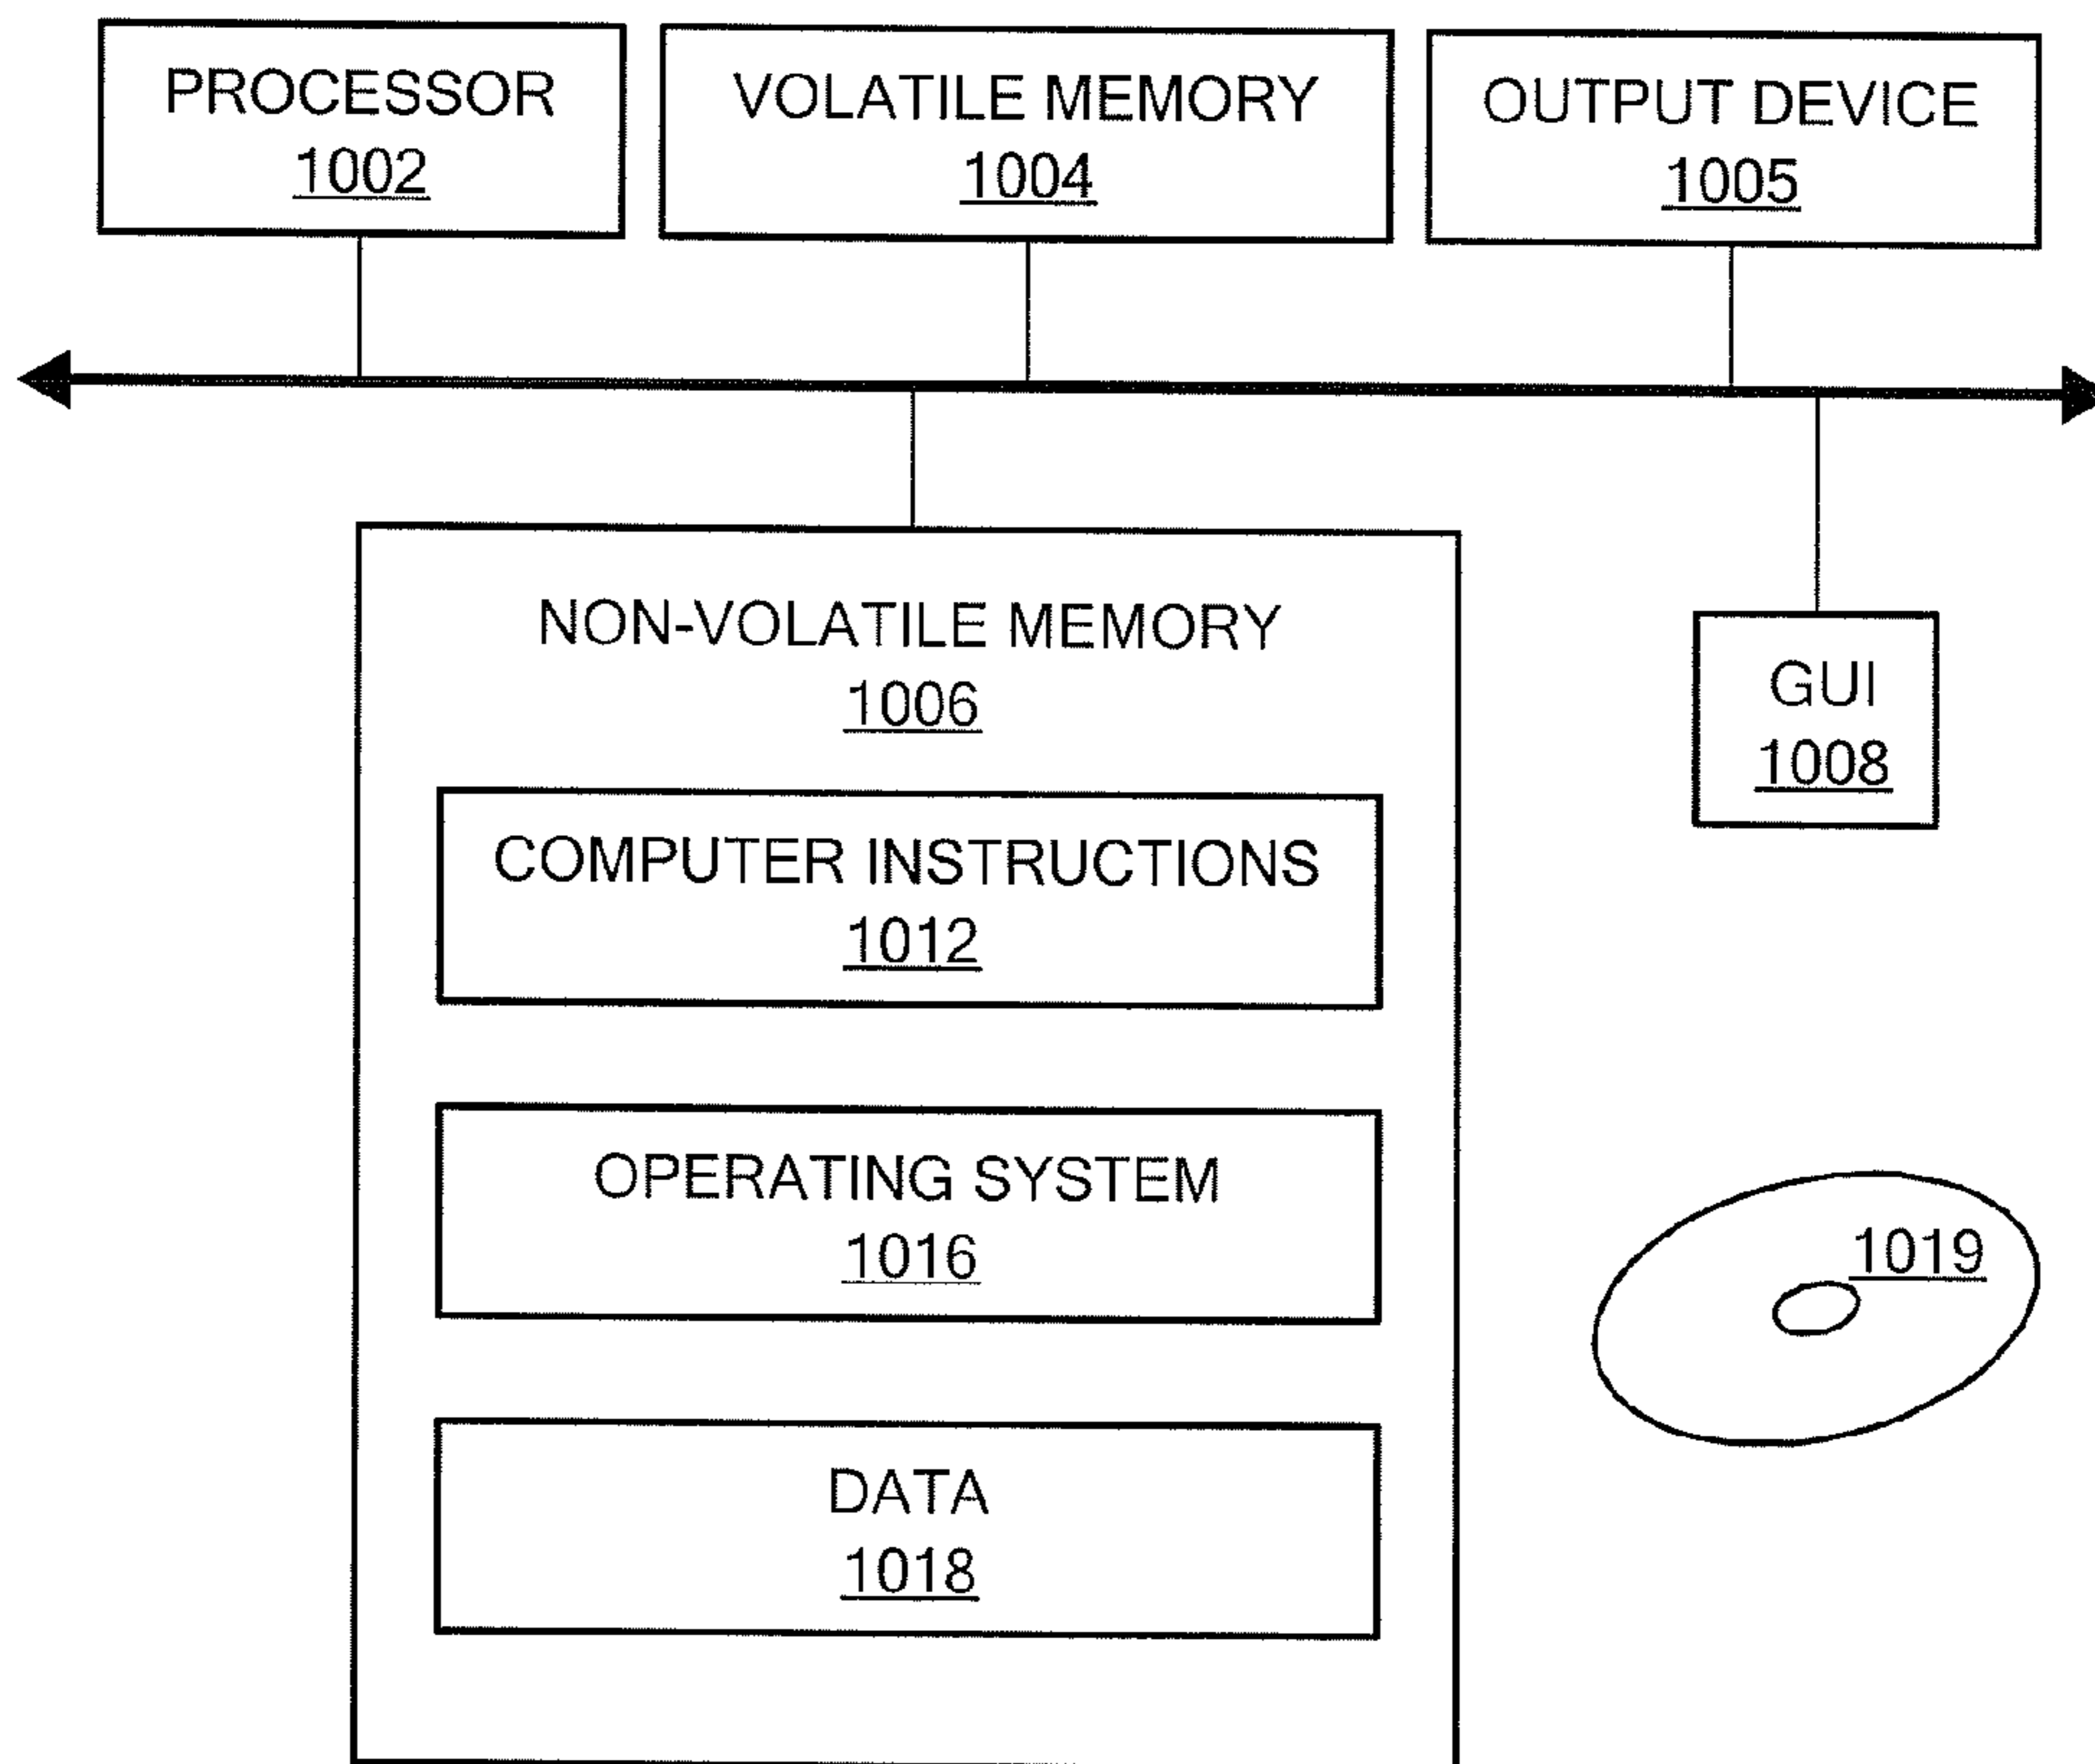 PROCESSOR
1002
VOLATILE MEMORY
1004
OUTPUT DEVICE
1005
NON-VOLATILE MEMORY
1006
GUI
1008
COMPUTER INSTRUCTIONS
1012
OPERATING SYSTEM
1016
1019
DATA
1018